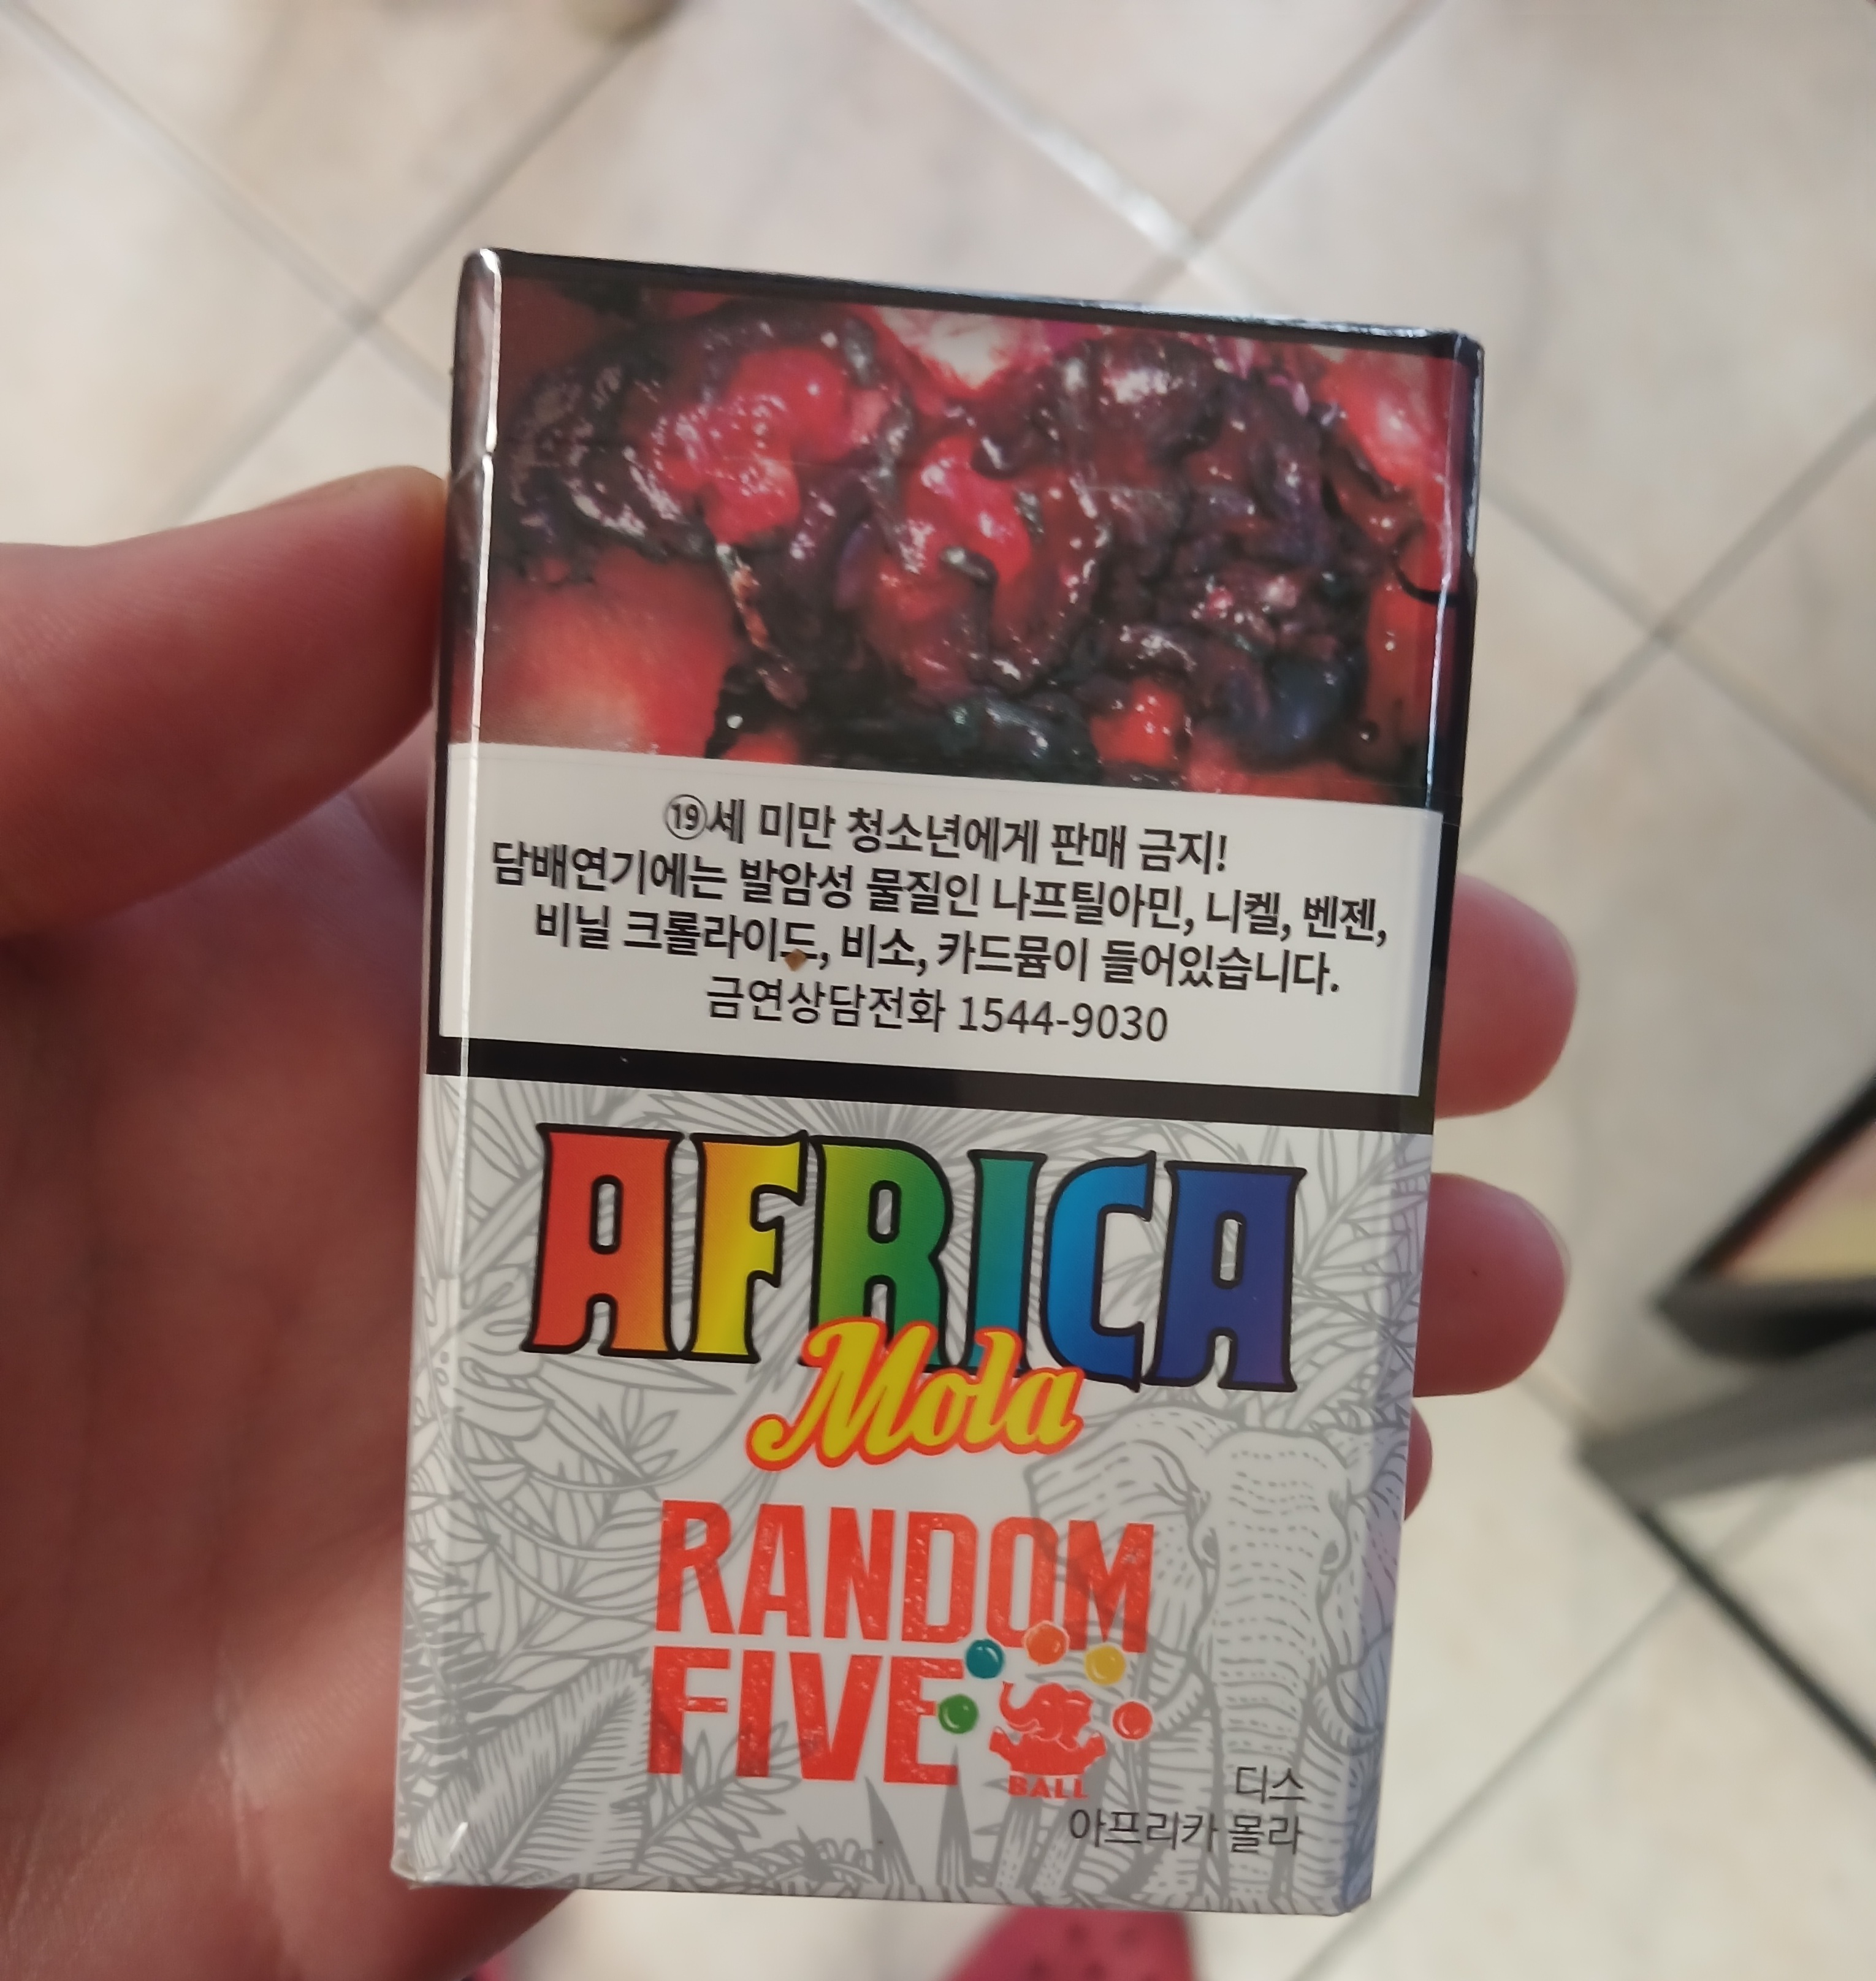 ⑲세 미만 청소년에게 판매 금지!
담배연기에는 발암성 물질인 나프틸아민, 니켈, 벤젠,
비닐 크롤라이드, 비소, 카드뮴이 들어있습니다.
금연상담전화 1544-9030
AFRICA
Mola
RANDOM
FIVE
BALL
디스
아프리카 몰라